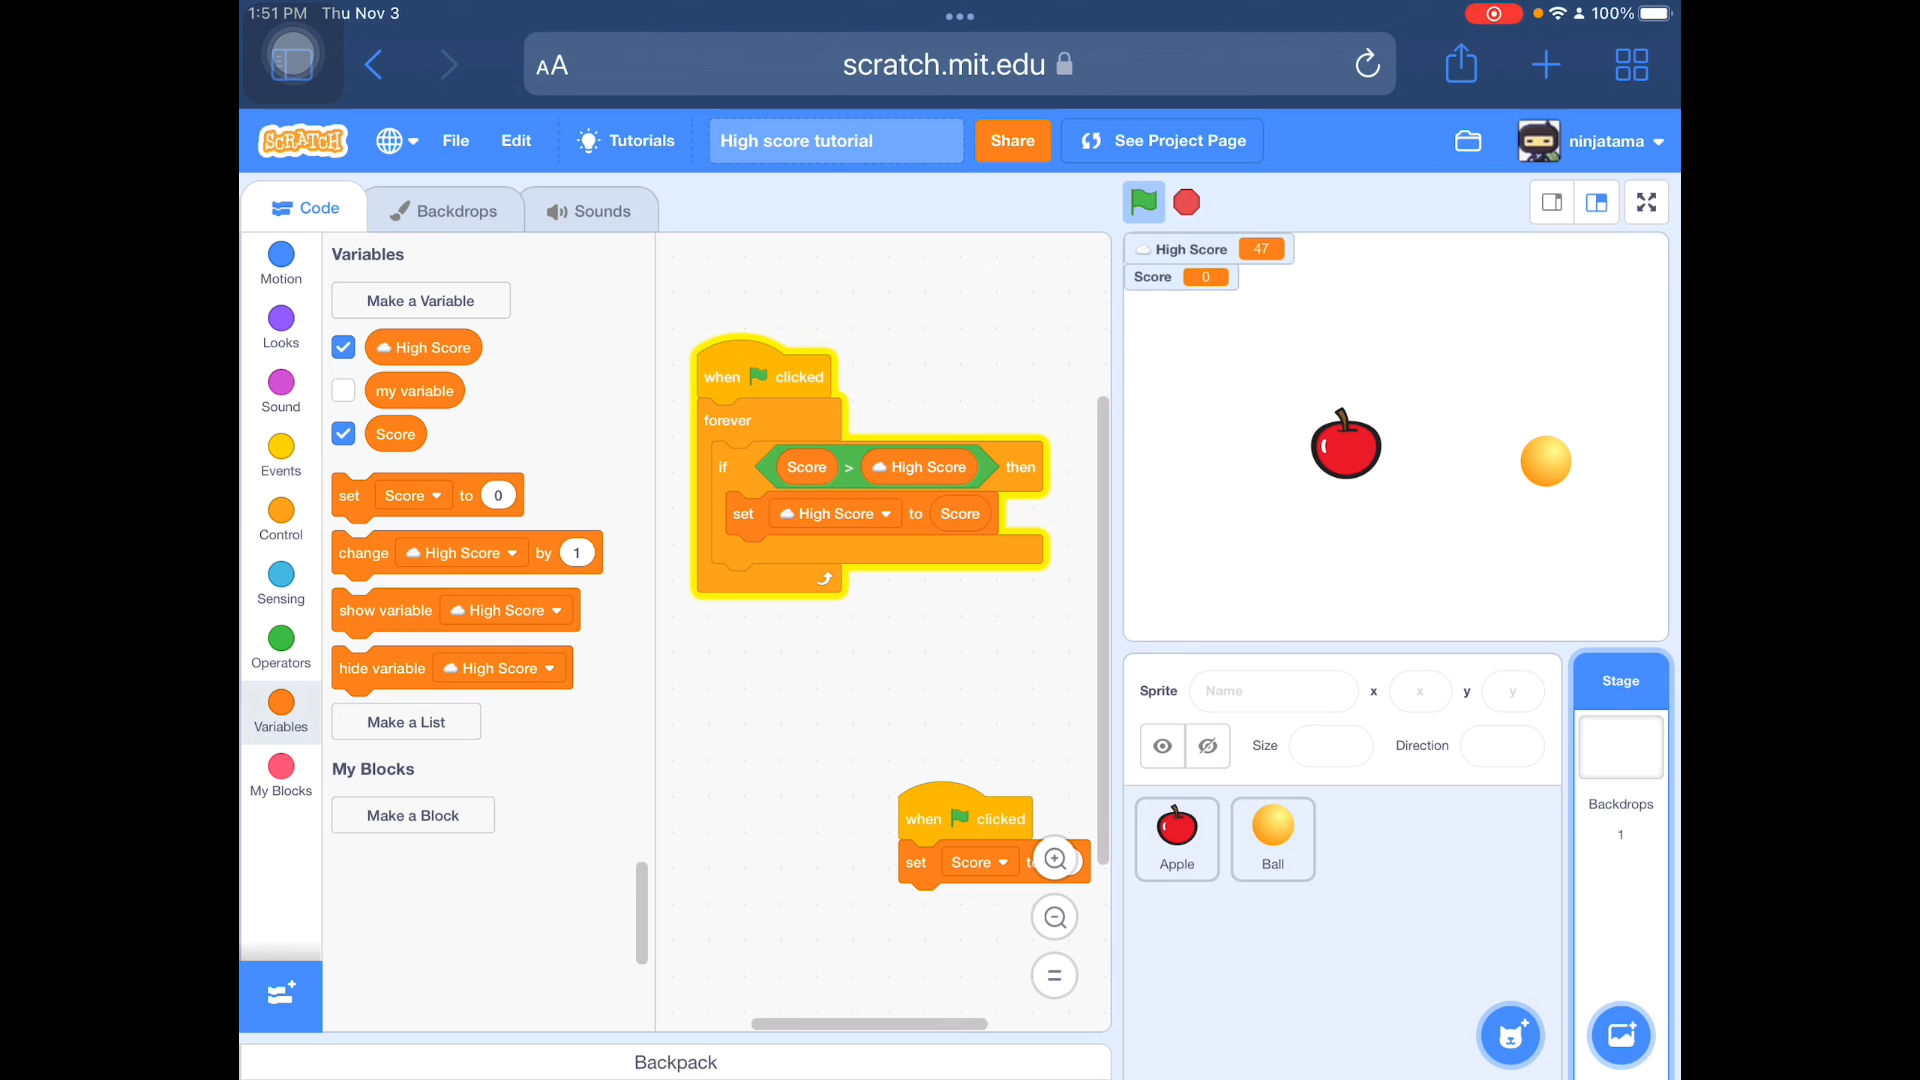 1:51 PM Thu Nov 3
100%
AA
scratch.mit.edu
SCRATCH
File
Edit
Tutorials
High score tutorial
Share
See Project Page
ninjatama
Code
Backdrops
Sounds
Motion
Looks
Sound
Events
Control
Sensing
Operators
Variables
My Blocks
Variables
Make a Variable
High Score
my variable
Score
set Score to 0
change High Score by 1
show variable High Score
hide variable High Score
Make a List
My Blocks
Make a Block
when clicked
forever
if Score > High Score then
set High Score to Score
when clicked
set Score
High Score 47
Score 0
Sprite Name x x y y
Size Direction
Apple
Ball
Stage
Backdrops
1
Backpack